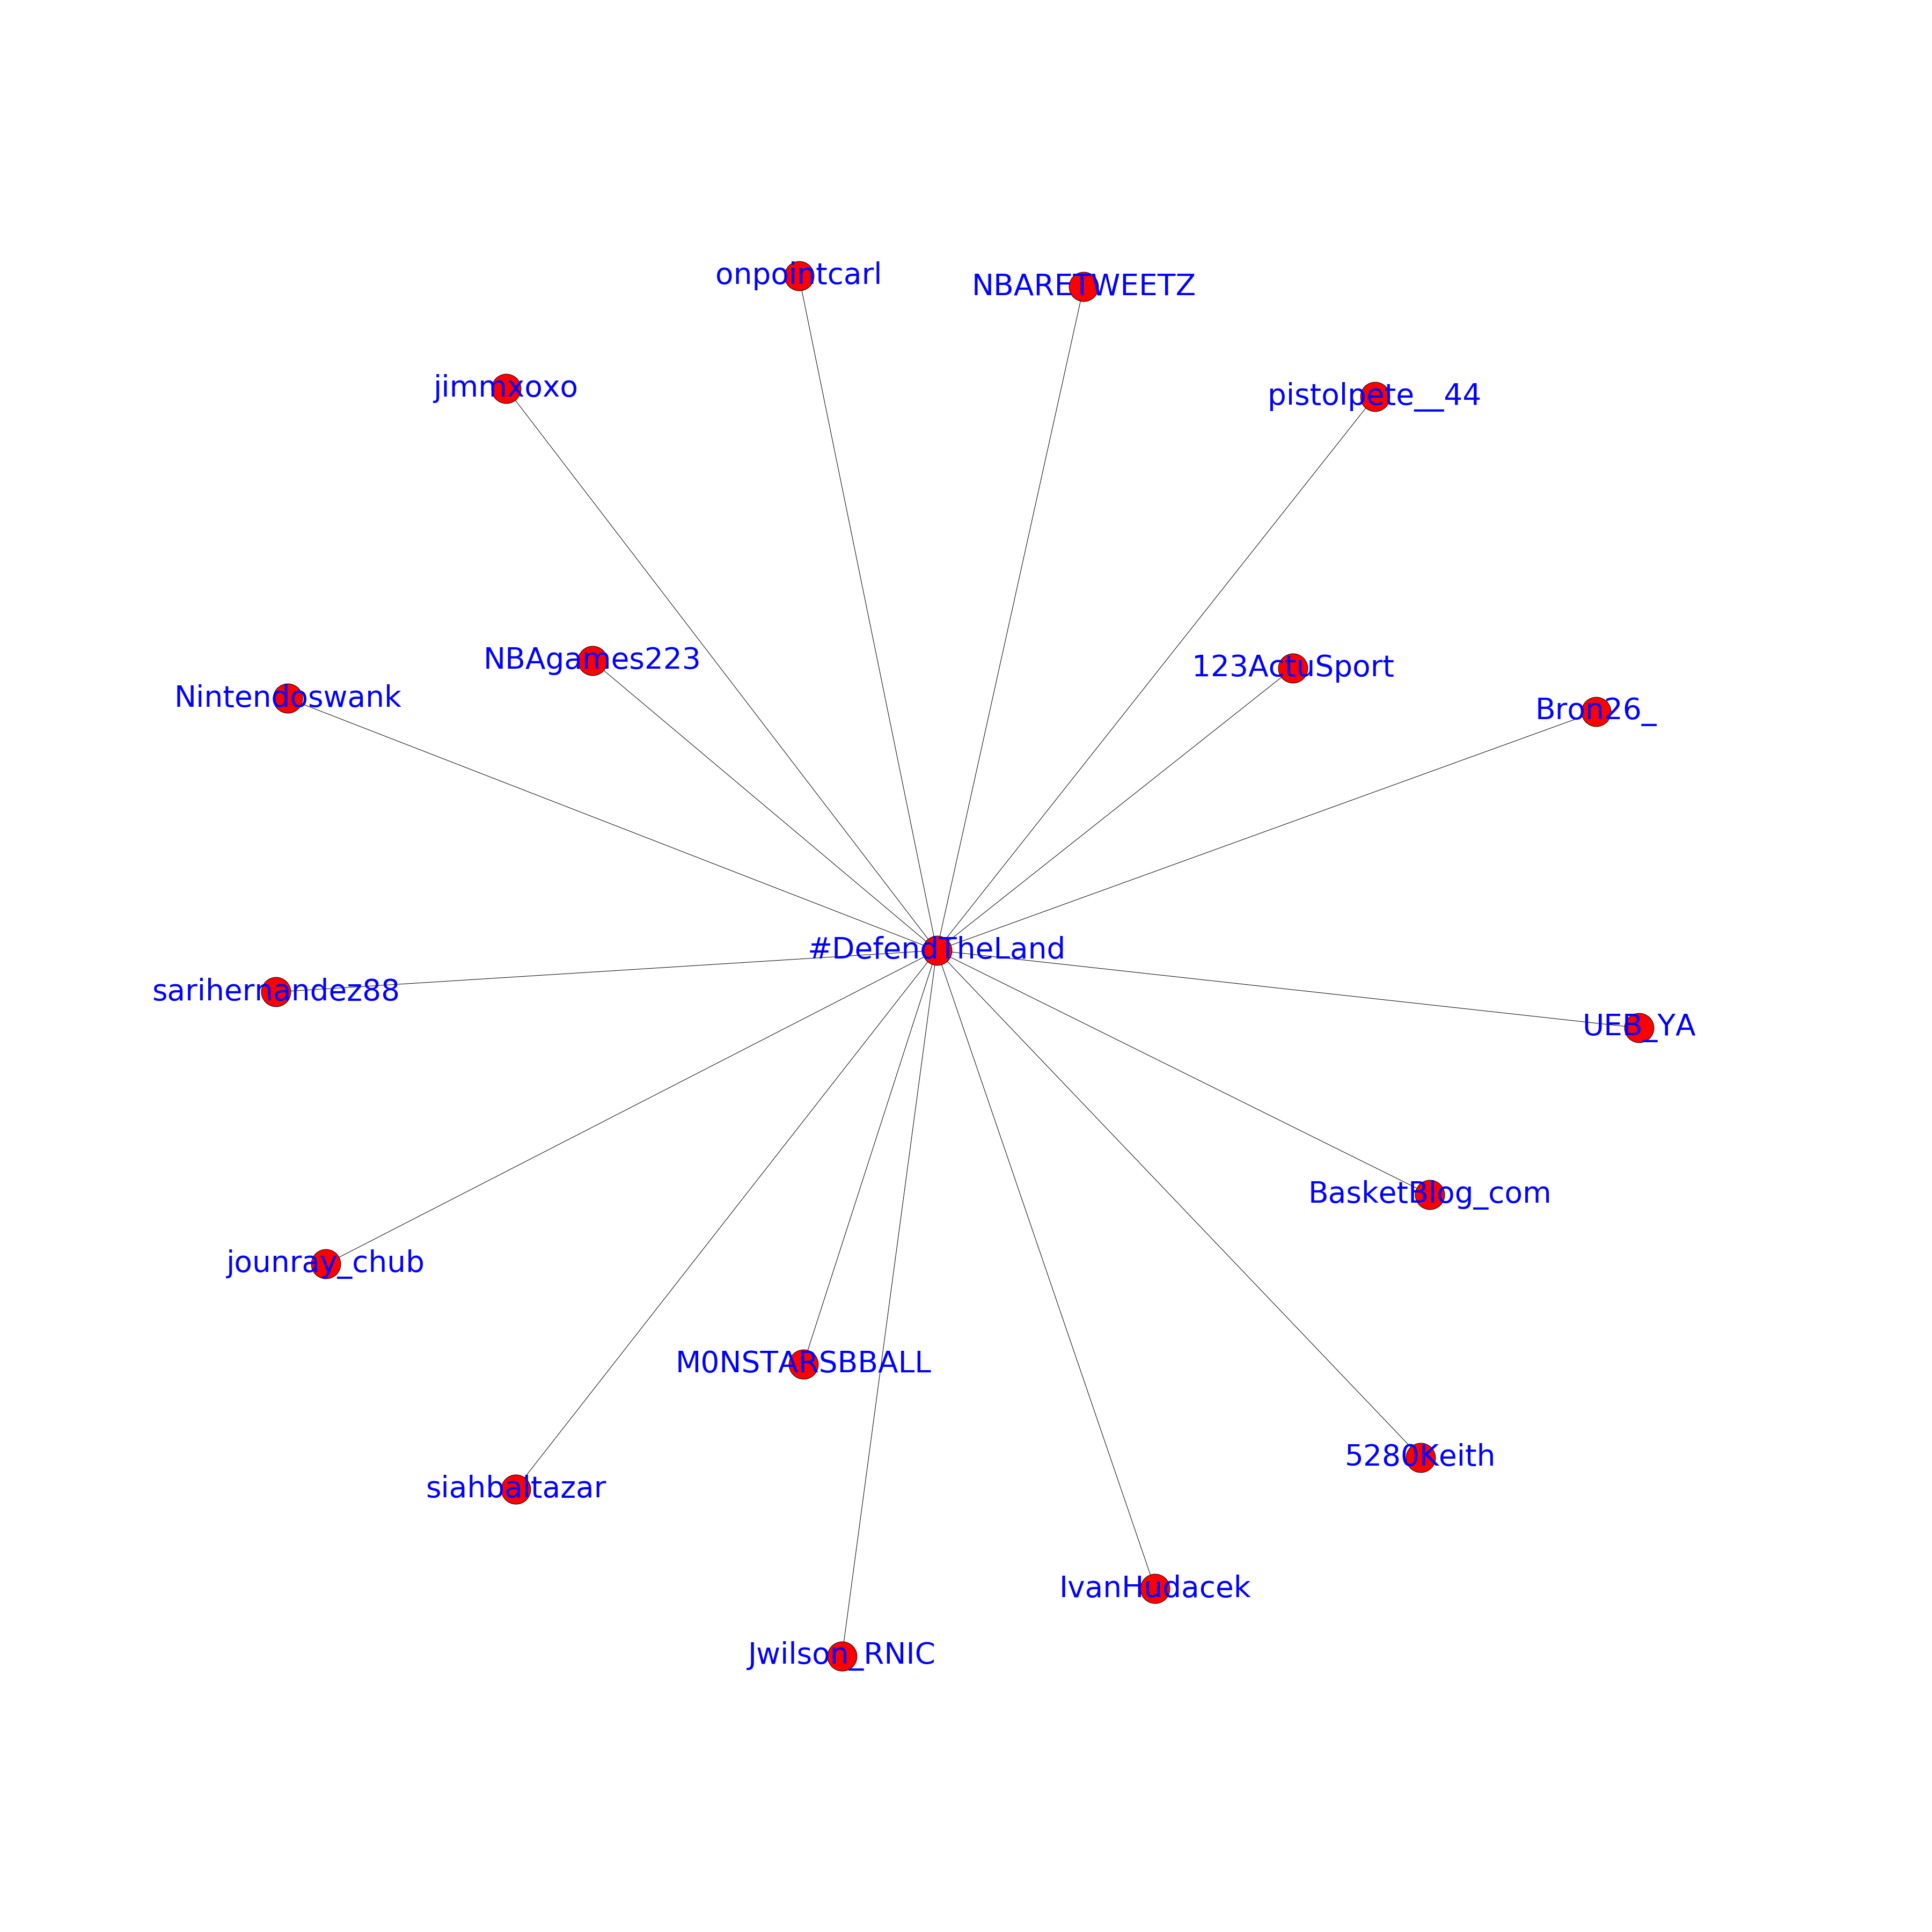 onpointcarl
NBARETWEETZ
jimmxoxo
pistolpete__44
NBAgames223
123ActuSport
Nintendoswank
Bron26_
#DefendTheLand
sarihernandez88
UEB_YA
BasketBlog_com
jounray_chub
M0NSTARSBBALL
5280Keith
siahbaltazar
IvanHudacek
Jwilson_RNIC